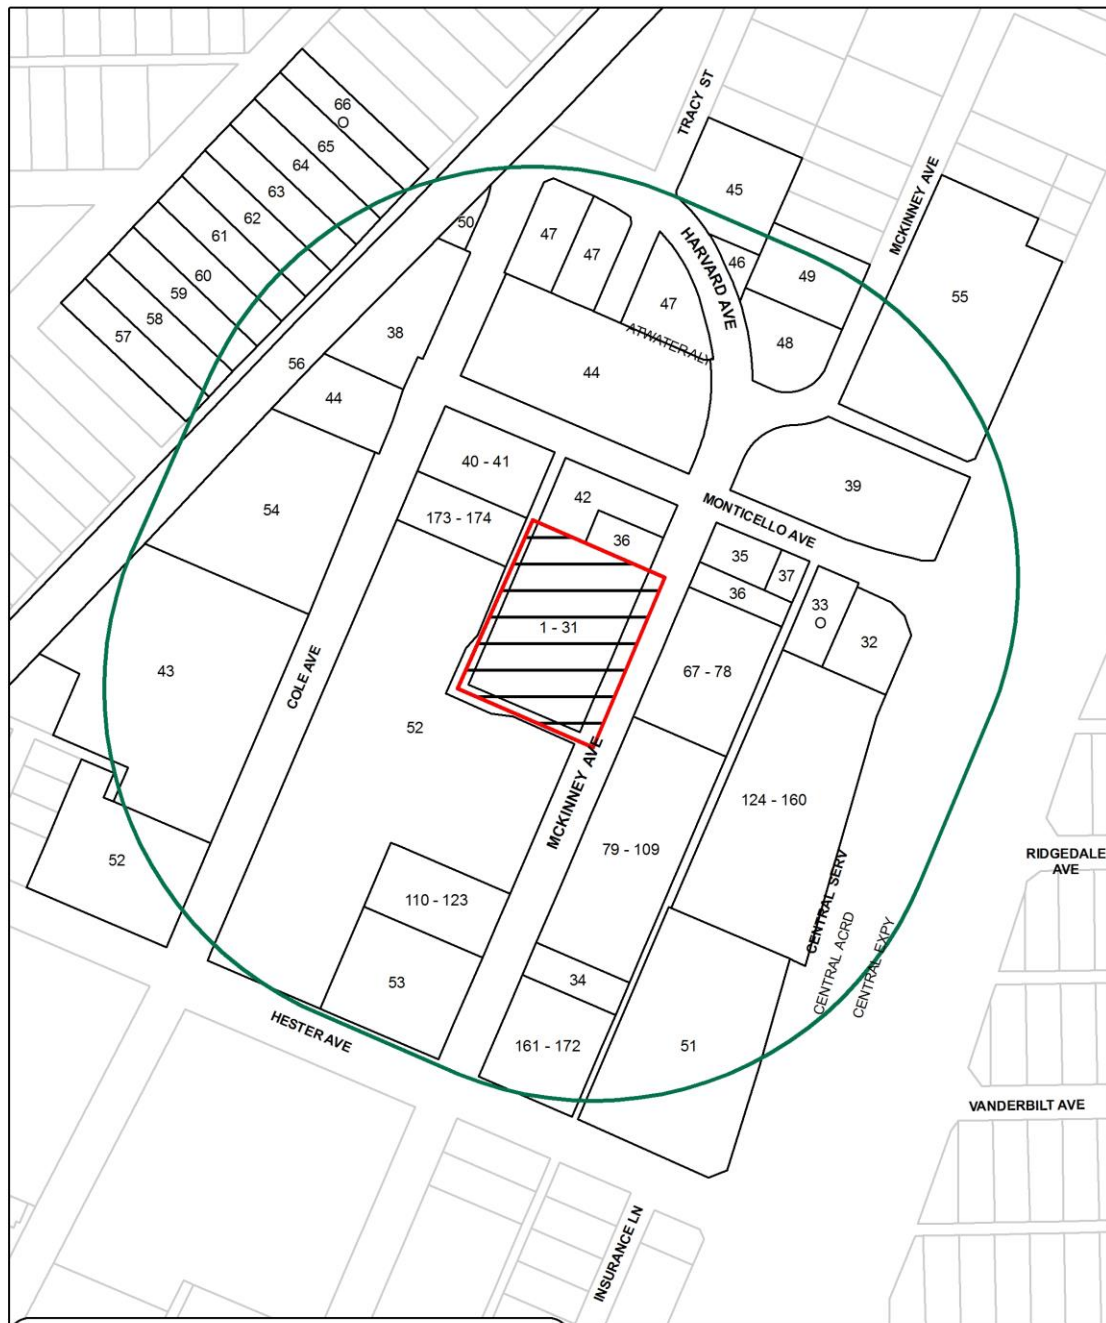 66
O
65
64
63
62
61
60
59
58
57
TRACY ST
45
MCKINNEY AVE
50
47
47
HARVARD AVE
46
49
47
55
ATWATER ALY
48
38
56
44
44
40 - 41
42
39
173 - 174
MONTICELLO AVE
54
36
35
37
36
33
O
1 - 31
32
43
67 - 78
COLE AVE
52
MCKINNEY AVE
124 - 160
79 - 109
52
RIDGEDALE
AVE
110 - 123
CENTRAL SERV
CENTRAL ACRD
CENTRAL EXPY
53
34
HESTER AVE
161 - 172
51
VANDERBILT AVE
INSURANCE LN